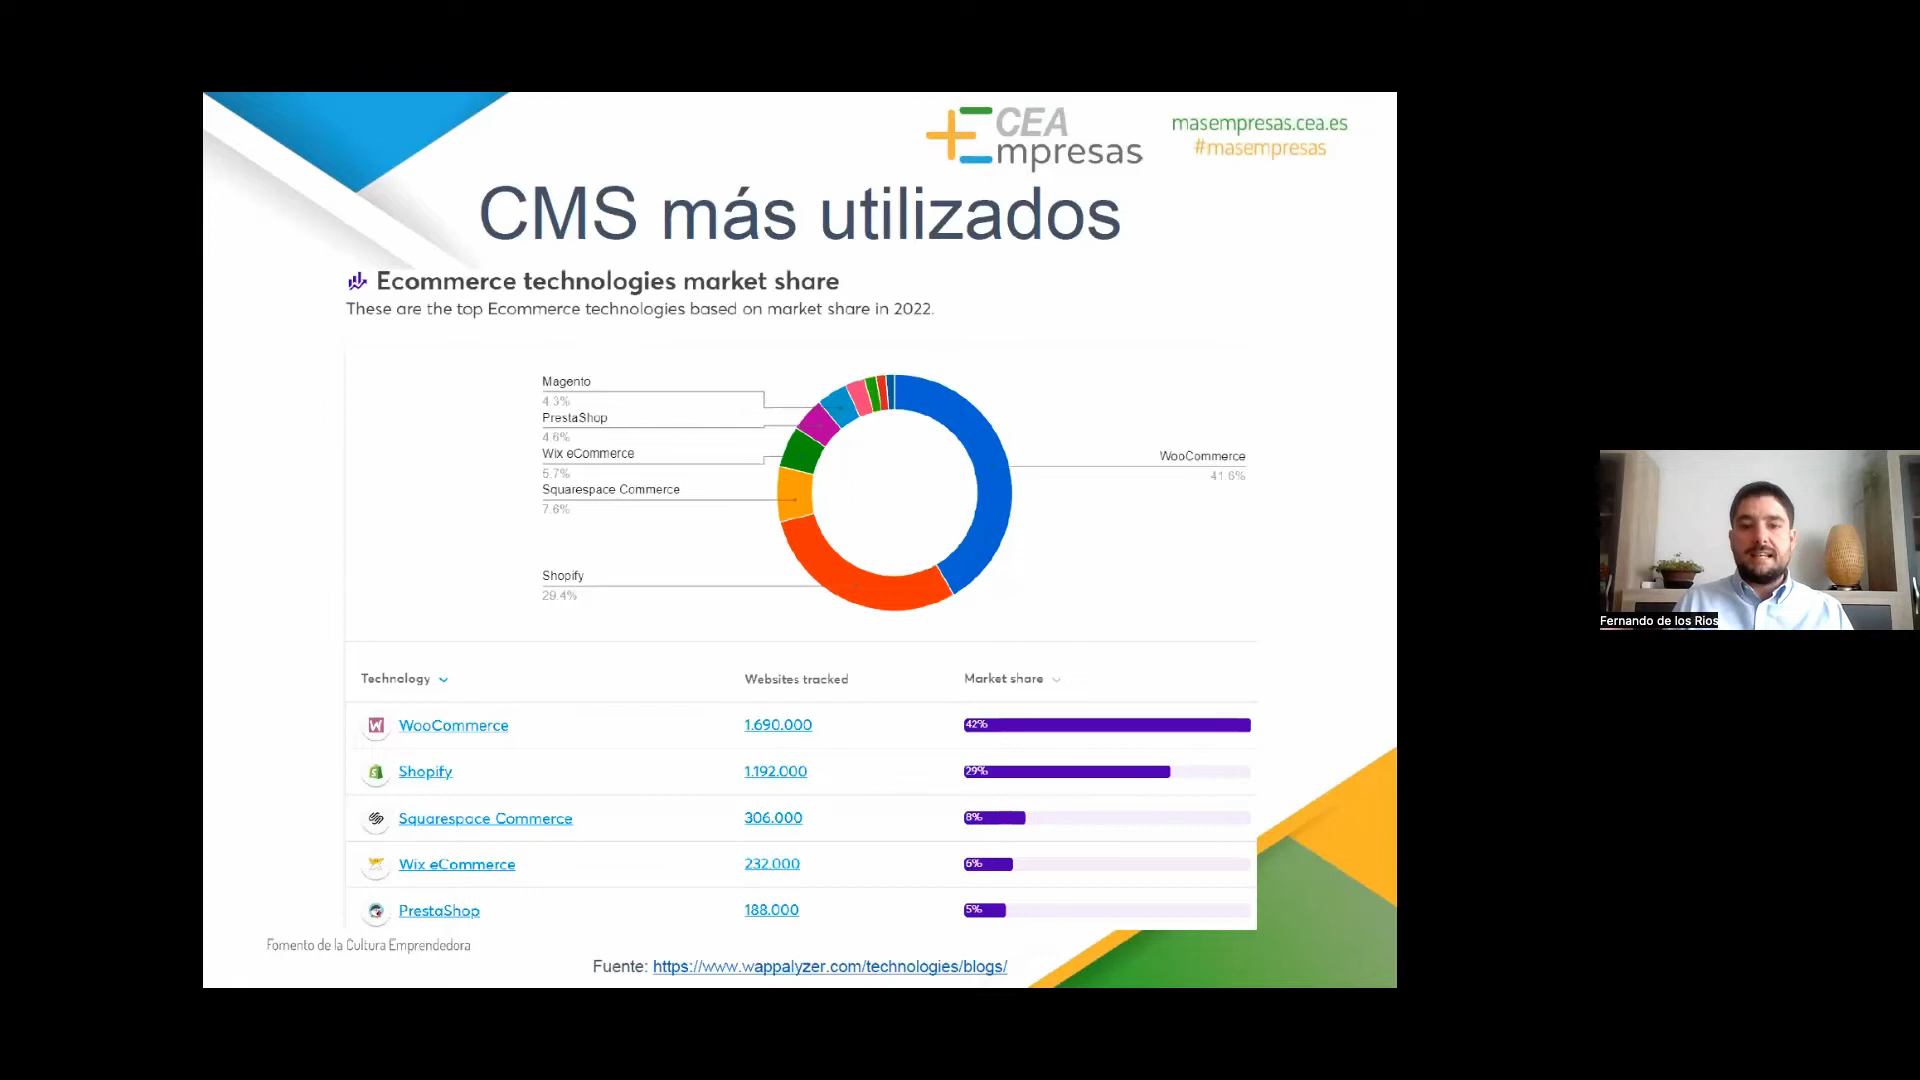 CEA
Empresas
masempresas.cea.es
#masempresas
CMS más utilizados
Ecommerce technologies market share
These are the top Ecommerce technologies based on market share in 2022.
Magento
4.3%
PrestaShop
4.6%
Wix eCommerce
5.7%
Squarespace Commerce
7.6%
Shopify
29.4%
WooCommerce
41.6%
Technology Websites tracked Market share
WooCommerce 1.690.000 42%
Shopify 1.192.000 29%
Squarespace Commerce 306.000 8%
Wix eCommerce 232.000 6%
PrestaShop 188.000 5%
Fomento de la Cultura Emprendedora
Fuente: https://www.wappalyzer.com/technologies/blogs/
Fernando de los Rios